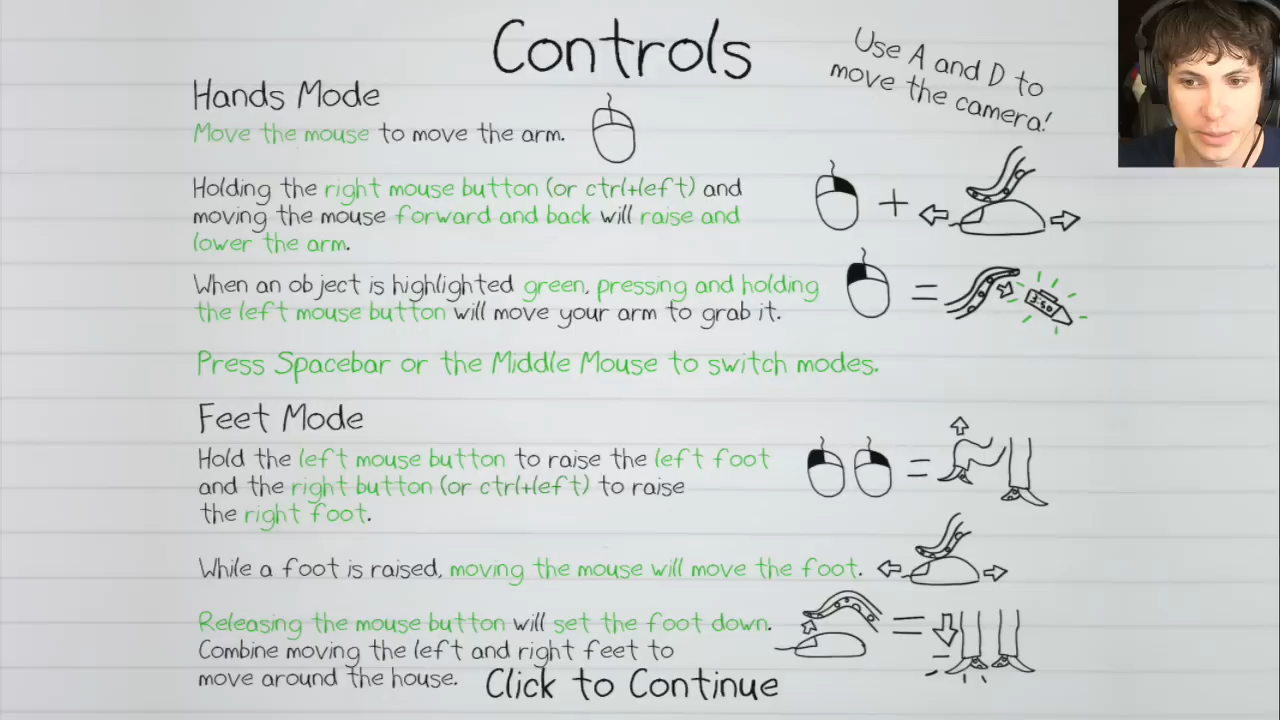 Controls
Use A and D to
move the camera!
Hands Mode
Move the mouse to move the arm.
Holding the right mouse button (or ctrl+left) and
moving the mouse forward and back will raise and
lower the arm.
When an object is highlighted green, pressing and holding
the left mouse button will move your arm to grab it.
Press Spacebar or the Middle Mouse to switch modes.
Feet Mode
Hold the left mouse button to raise the left foot
and the right button (or ctrl+left) to raise
the right foot.
While a foot is raised, moving the mouse will move the foot.
Releasing the mouse button will set the foot down.
Combine moving the left and right feet to
move around the house.
Click to Continue